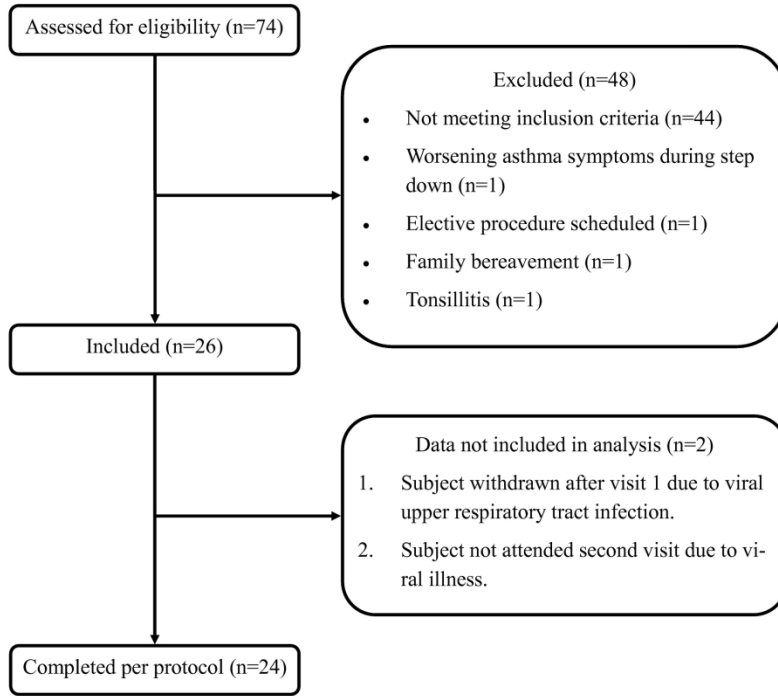 Assessed for eligibility (n=74)
Excluded (n=48)
• Not meeting inclusion criteria (n=44)
• Worsening asthma symptoms during step
down (n=1)
• Elective procedure scheduled (n=1)
• Family bereavement (n=1)
• Tonsillitis (n=1)
Included (n=26)
Data not included in analysis (n=2)
1. Subject withdrawn after visit 1 due to viral
upper respiratory tract infection.
2. Subject not attended second visit due to vi-
ral illness.
Completed per protocol (n=24)